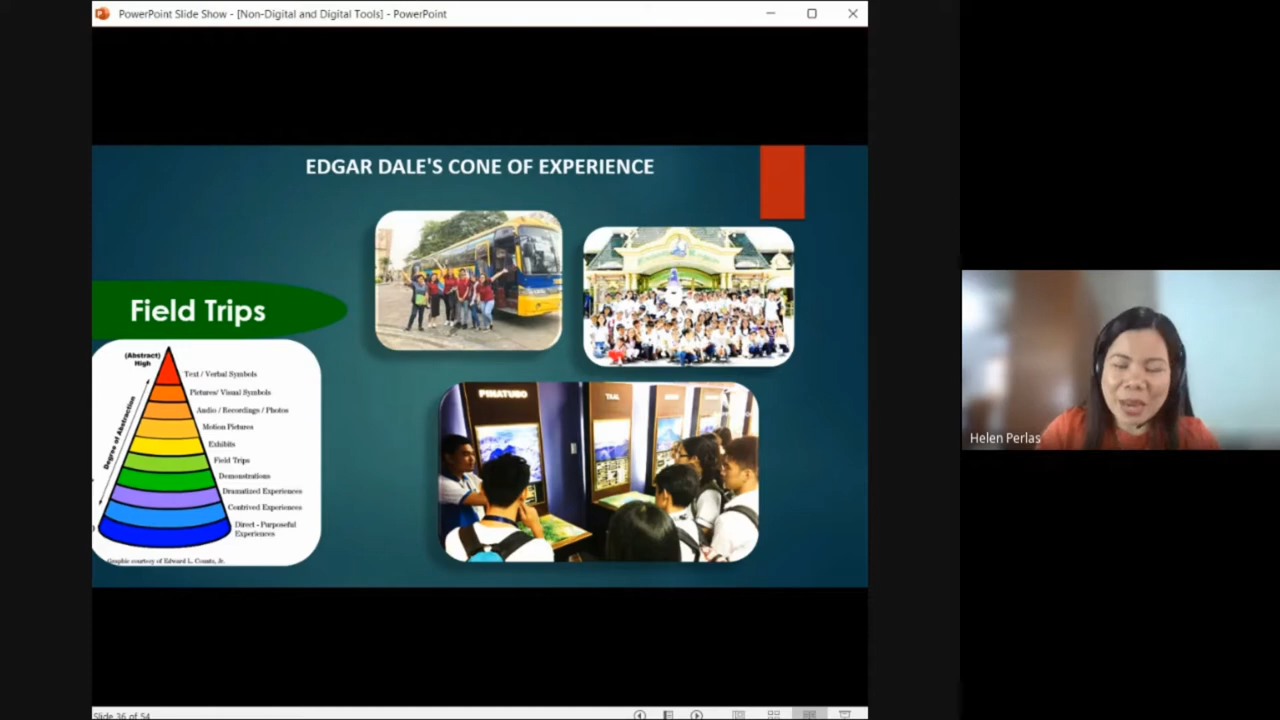 PowerPoint Slide Show - [Non-Digital and Digital Tools] - PowerPoint
EDGAR DALE'S CONE OF EXPERIENCE
Field Trips
(Abstract)
High
Degree of Abstraction
Text / Verbal Symbols
Pictures/ Visual Symbols
Audio / Recordings / Photos
Motion Pictures
Exhibits
Field Trips
Demonstrations
Dramatized Experiences
Contrived Experiences
Direct - Purposeful
Experiences
Graphic courtesy of Edward L. Counts, Jr.
PINATUBO
TAAL
Helen Perlas
Slide 36 of 54